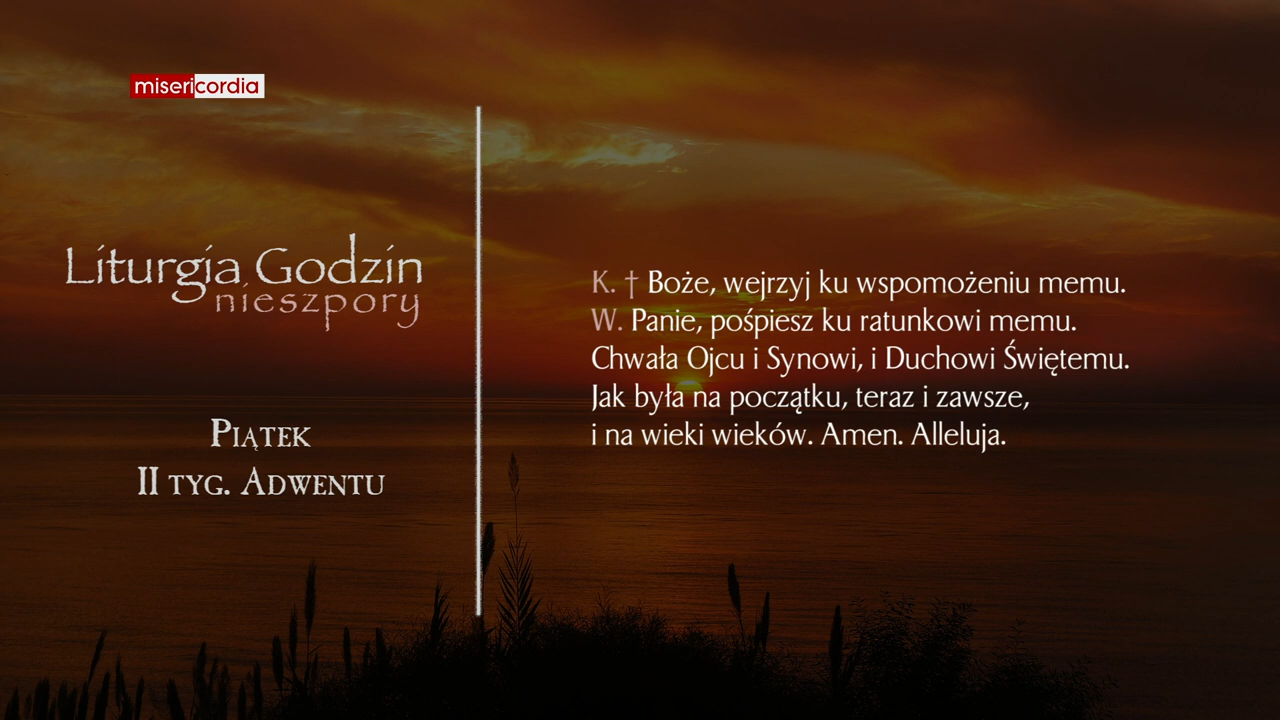 misericordia
Liturgia Godzin
nieszpory
Piątek
II tyg. Adwentu
K. † Boże, wejrzyj ku wspomożeniu memu.
W. Panie, pośpiesz ku ratunkowi memu.
Chwała Ojcu i Synowi, i Duchowi Świętemu.
Jak była na początku, teraz i zawsze,
i na wieki wieków. Amen. Alleluja.